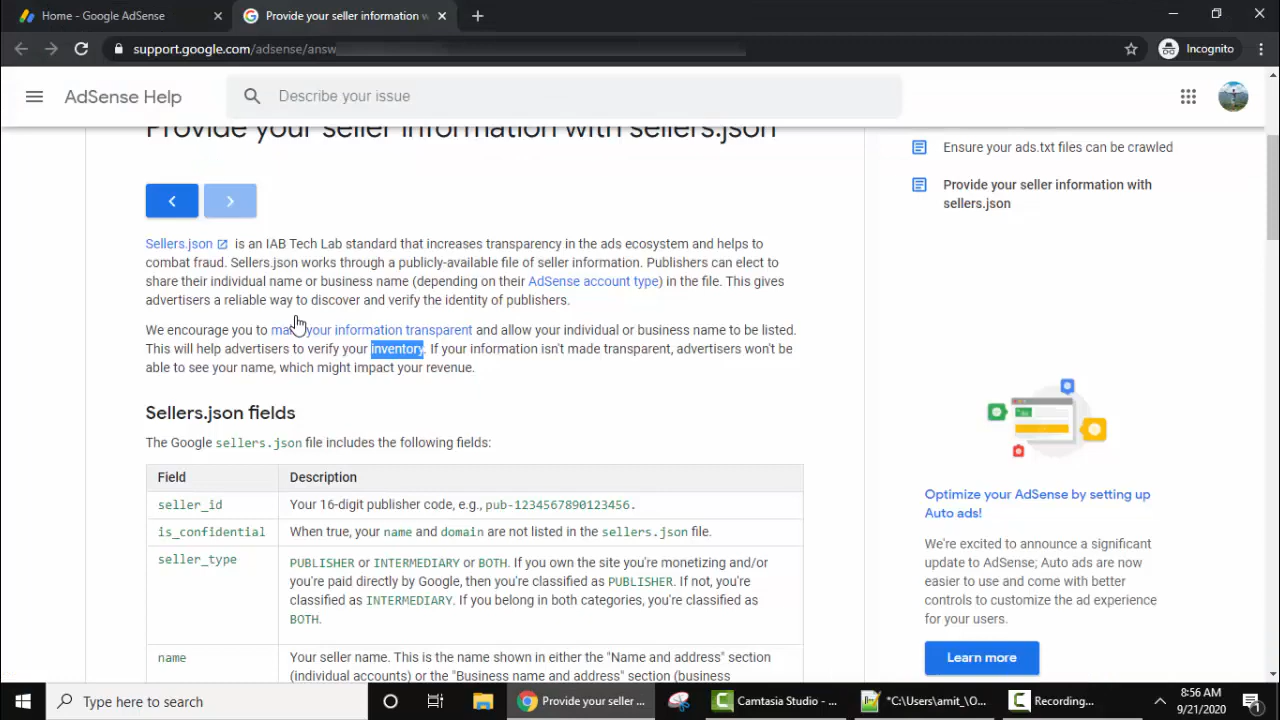 Home - Google AdSense
Provide your seller information w
support.google.com/adsense/answ
Incognito
AdSense Help
Describe your issue
Provide your seller information with sellers.json
Sellers.json is an IAB Tech Lab standard that increases transparency in the ads ecosystem and helps to
combat fraud. Sellers.json works through a publicly-available file of seller information. Publishers can elect to
share their individual name or business name (depending on their AdSense account type) in the file. This gives
advertisers a reliable way to discover and verify the identity of publishers.
We encourage you to make your information transparent and allow your individual or business name to be listed.
This will help advertisers to verify your inventory. If your information isn't made transparent, advertisers won't be
able to see your name, which might impact your revenue.
Sellers.json fields
The Google sellers.json file includes the following fields:
Field Description
seller_id Your 16-digit publisher code, e.g., pub-1234567890123456.
is_confidential When true, your name and domain are not listed in the sellers.json file.
seller_type PUBLISHER or INTERMEDIARY or BOTH. If you own the site you're monetizing and/or
you're paid directly by Google, then you're classified as PUBLISHER. If not, you're
classified as INTERMEDIARY. If you belong in both categories, you're classified as
BOTH.
name Your seller name. This is the name shown in either the "Name and address" section
(individual accounts) or the "Business name and address" section (business
Ensure your ads.txt files can be crawled
Provide your seller information with
sellers.json
Optimize your AdSense by setting up
Auto ads!
We're excited to announce a significant
update to AdSense; Auto ads are now
easier to use and come with better
controls to customize the ad experience
for your users.
Learn more
Type here to search
Provide your seller ...
Camtasia Studio - ...
*C:\Users\amit_\O...
Recording...
8:56 AM
9/21/2020
1